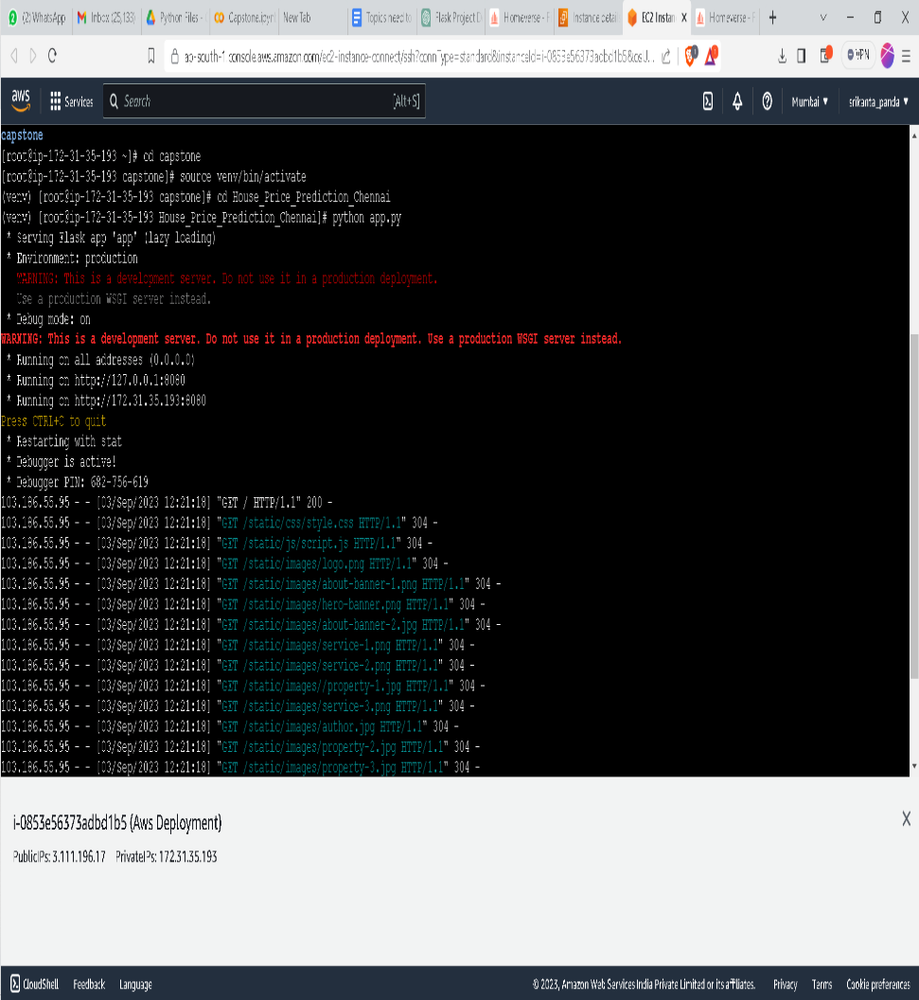 (2) WhatsApp
Inbox (25,133)
Python Files -
Capstone.ipyn
New Tab
Topics need to
Flask Project D
Homeverse - F
Instance detail
EC2 Instan
Homeverse - F
ap-south-1.console.aws.amazon.com/ec2-instance-connect/ssh?connType=standard&instanceId=i-0853e56373adbd1b5&osU...
VPN
aws
Services
Search
[Alt+S]
Mumbai
srikanta_panda
capstone
[root@ip-172-31-35-193 ~]# cd capstone
[root@ip-172-31-35-193 capstone]# source venv/bin/activate
(venv) [root@ip-172-31-35-193 capstone]# cd House_Price_Prediction_Chennai
(venv) [root@ip-172-31-35-193 House_Price_Prediction_Chennai]# python app.py
* Serving Flask app 'app' (lazy loading)
* Environment: production
WARNING: This is a development server. Do not use it in a production deployment.
Use a production WSGI server instead.
* Debug mode: on
WARNING: This is a development server. Do not use it in a production deployment. Use a production WSGI server instead.
* Running on all addresses (0.0.0.0)
* Running on http://127.0.0.1:8080
* Running on http://172.31.35.193:8080
Press CTRL+C to quit
* Restarting with stat
* Debugger is active!
* Debugger PIN: 682-756-619
103.186.55.95 - - [03/Sep/2023 12:21:18] "GET / HTTP/1.1" 200 -
103.186.55.95 - - [03/Sep/2023 12:21:18] "GET /static/css/style.css HTTP/1.1" 304 -
103.186.55.95 - - [03/Sep/2023 12:21:18] "GET /static/js/script.js HTTP/1.1" 304 -
103.186.55.95 - - [03/Sep/2023 12:21:18] "GET /static/images/logo.png HTTP/1.1" 304 -
103.186.55.95 - - [03/Sep/2023 12:21:18] "GET /static/images/about-banner-1.png HTTP/1.1" 304 -
103.186.55.95 - - [03/Sep/2023 12:21:18] "GET /static/images/hero-banner.png HTTP/1.1" 304 -
103.186.55.95 - - [03/Sep/2023 12:21:18] "GET /static/images/about-banner-2.jpg HTTP/1.1" 304 -
103.186.55.95 - - [03/Sep/2023 12:21:18] "GET /static/images/service-1.png HTTP/1.1" 304 -
103.186.55.95 - - [03/Sep/2023 12:21:18] "GET /static/images/service-2.png HTTP/1.1" 304 -
103.186.55.95 - - [03/Sep/2023 12:21:18] "GET /static/images//property-1.jpg HTTP/1.1" 304 -
103.186.55.95 - - [03/Sep/2023 12:21:18] "GET /static/images/service-3.png HTTP/1.1" 304 -
103.186.55.95 - - [03/Sep/2023 12:21:18] "GET /static/images/author.jpg HTTP/1.1" 304 -
103.186.55.95 - - [03/Sep/2023 12:21:18] "GET /static/images/property-2.jpg HTTP/1.1" 304 -
103.186.55.95 - - [03/Sep/2023 12:21:18] "GET /static/images/property-3.jpg HTTP/1.1" 304 -
i-0853e56373adbd1b5 (Aws Deployment)
PublicIPs: 3.111.196.17 PrivateIPs: 172.31.35.193
CloudShell
Feedback
Language
© 2023, Amazon Web Services India Private Limited or its affiliates.
Privacy
Terms
Cookie preferences